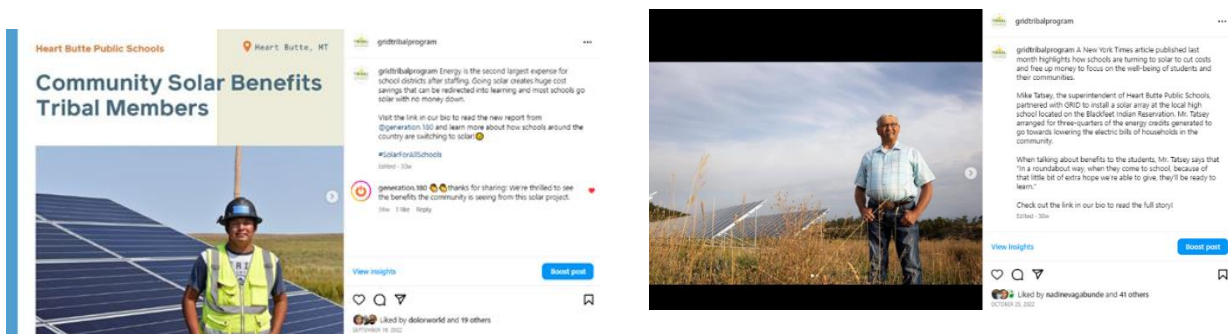 Heart Butte Public Schools
Heart Butte, MT
Community Solar Benefits
Tribal Members
gridtribalprogram
gridtribalprogram Energy is the second largest expense for
school districts after staffing. Going solar creates huge cost
savings that can be redirected into learning and most schools go
solar with no money down.
Visit the link in our bio to read the new report from
@generation.180 and learn more about how schools around the
country are switching to solar!
#SolarForAllSchools
Edited
generation.180 thanks for sharing! We're thrilled to see
the benefits the community is seeing from this solar project.
1 like Reply
View insights
Boost post
Liked by dolorworld and 19 others
SEPTEMBER 19, 2022
gridtribalprogram
gridtribalprogram A New York Times article published last
month highlights how schools are turning to solar to cut costs
and free up money to focus on the well-being of students and
their communities.
Mike Tatsey, the superintendent of Heart Butte Public Schools,
partnered with GRID to install a solar array at the local high
school located on the Blackfeet Indian Reservation. Mr. Tatsey
arranged for three-quarters of the energy credits generated to
go towards lowering the electric bills of households in the
community.
When talking about benefits to the students, Mr. Tatsey says that
"In a roundabout way, when they come to school, because of
that little bit of extra hope we're able to give, they'll be ready to
learn."
Check out the link in our bio to read the full story!
Edited
View Insights
Boost post
Liked by nadinevagabunde and 41 others
OCTOBER 25, 2022